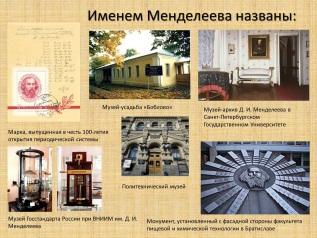 Именем Менделеева названы:
Музей-усадьба «Боблово»
Музей-архив Д. И. Менделеева в
Санкт-Петербургском
Государственном Университете
Марка, выпущенная в честь 100-летия
открытия периодической системы
Политехнический музей
Музей Госстандарта России при ВНИИМ им. Д. И.
Менделеева
Монумент, установленный с фасадной стороны факультета
пищевой и химической технологии в Братиславе